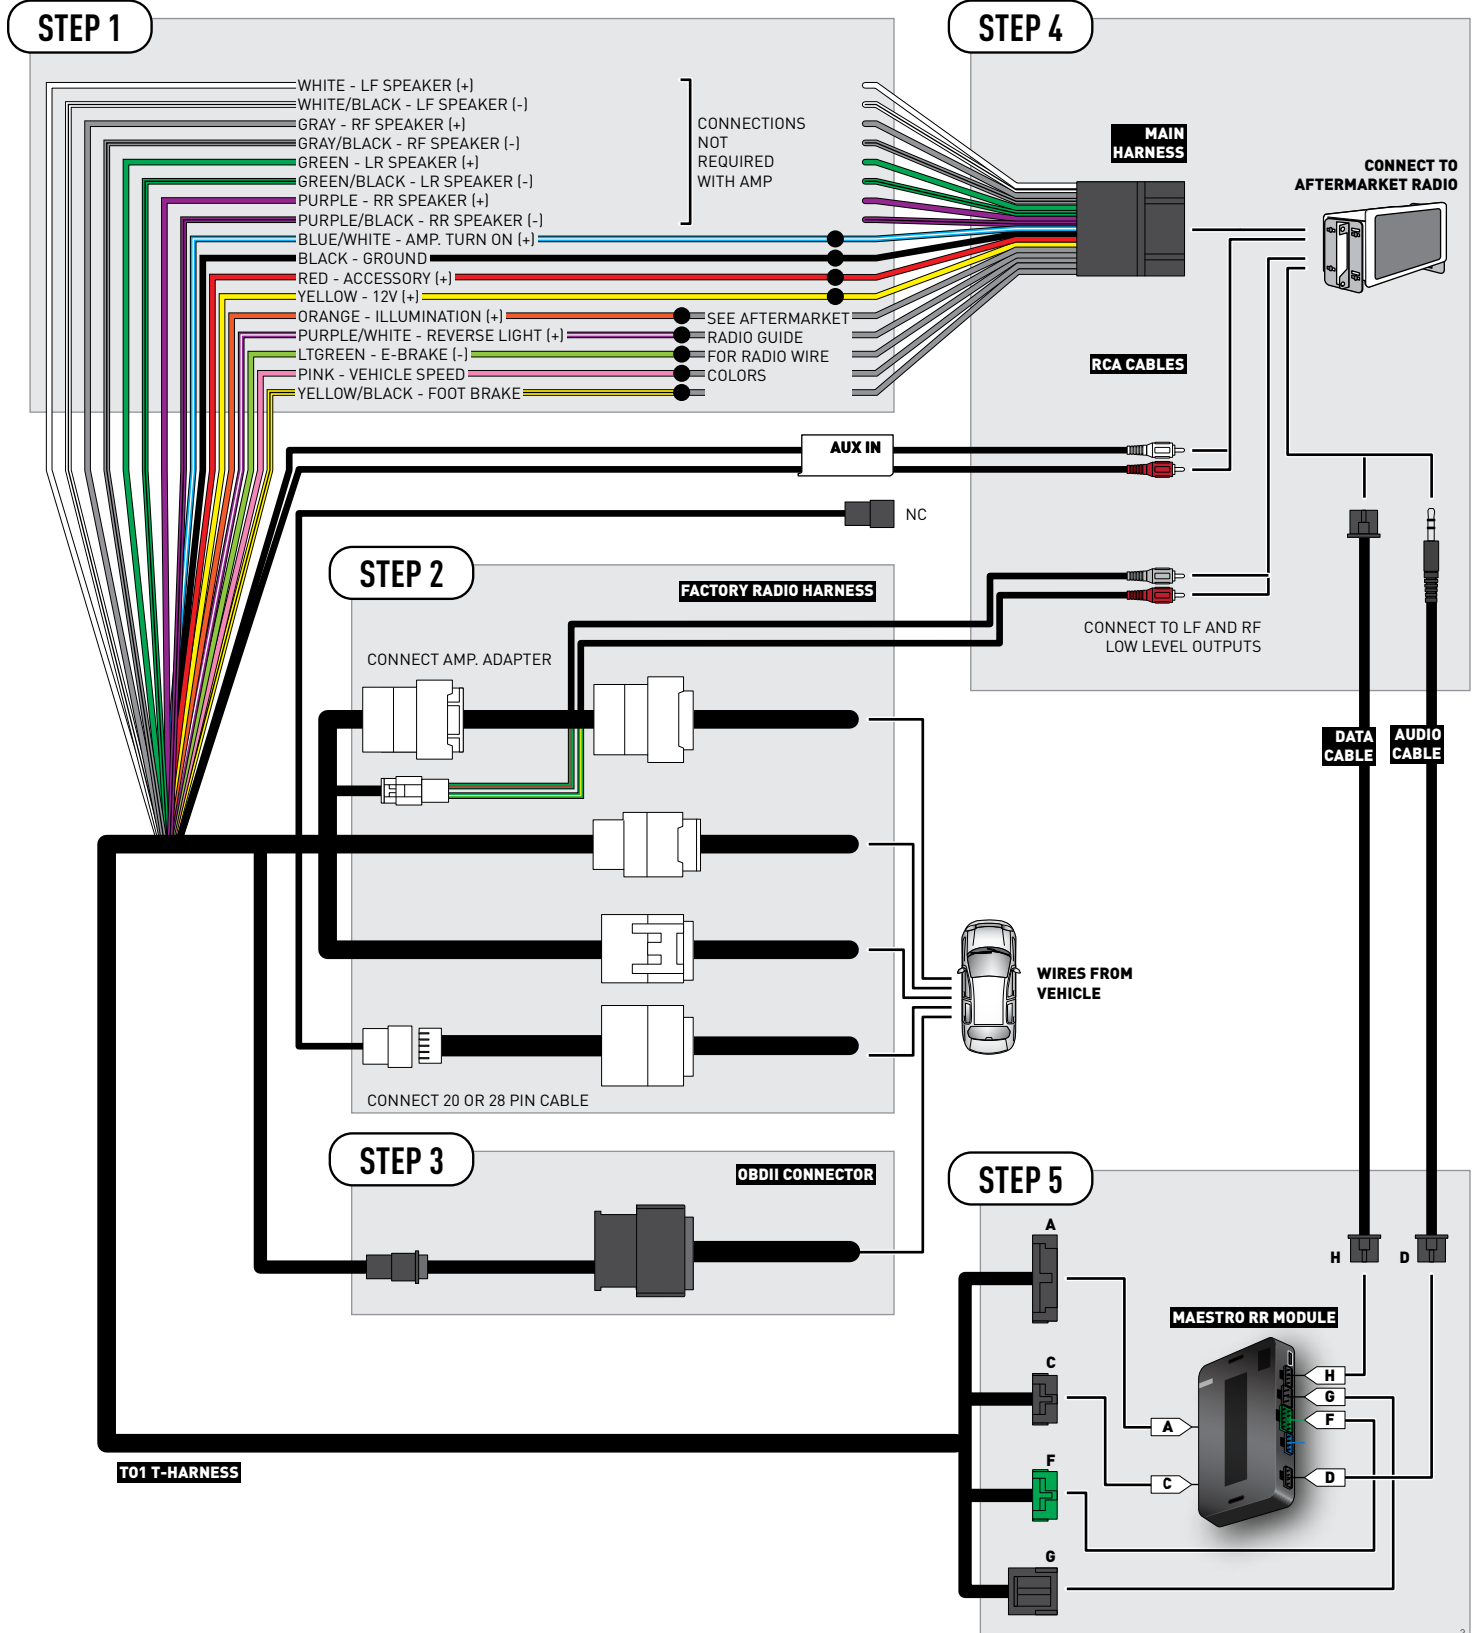 STEP 1
WHITE - LF SPEAKER (+)
WHITE/BLACK - LF SPEAKER (-)
GRAY - RF SPEAKER (+)
GRAY/BLACK - RF SPEAKER (-)
GREEN - LR SPEAKER (+)
GREEN/BLACK - LR SPEAKER (-)
PURPLE - RR SPEAKER (+)
PURPLE/BLACK - RR SPEAKER (-)
BLUE/WHITE - AMP. TURN ON (+)
BLACK - GROUND
RED - ACCESSORY (+)
YELLOW - 12V (+)
ORANGE - ILLUMINATION (+)
PURPLE/WHITE - REVERSE LIGHT (+)
LTGREEN - E-BRAKE (-)
PINK - VEHICLE SPEED
YELLOW/BLACK - FOOT BRAKE
CONNECTIONS
NOT
REQUIRED
WITH AMP
SEE AFTERMARKET
RADIO GUIDE
FOR RADIO WIRE
COLORS
STEP 4
MAIN
HARNESS
CONNECT TO
AFTERMARKET RADIO
RCA CABLES
AUX IN
NC
CONNECT TO LF AND RF
LOW LEVEL OUTPUTS
DATA
CABLE
AUDIO
CABLE
STEP 2
FACTORY RADIO HARNESS
CONNECT AMP. ADAPTER
CONNECT 20 OR 28 PIN CABLE
WIRES FROM
VEHICLE
STEP 3
OBDII CONNECTOR
T01 T-HARNESS
STEP 5
A
C
F
G
H
D
MAESTRO RR MODULE
H
G
F
D
A
C